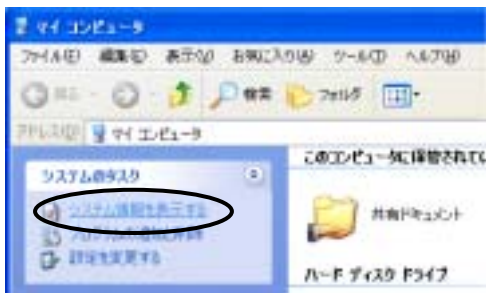 マイ コンピュータ
ファイル(F) 編集(E) 表示(V) お気に入り(A) ツール(T) ヘルプ(H)
戻る 検索 フォルダ
アドレス(D) マイ コンピュータ
このコンピュータに保管されて
システムのタスク
システム情報を表示する
プログラムの追加と削除
設定を変更する
共有ドキュメント
ハード ディスク ドライブ